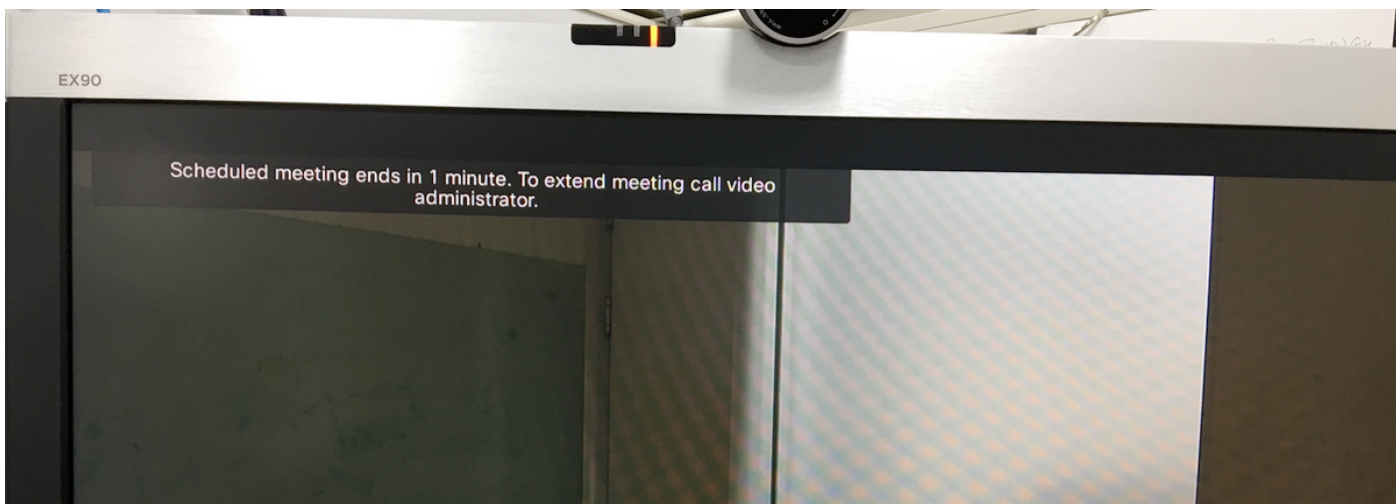 EX90
Scheduled meeting ends in 1 minute. To extend meeting call video
administrator.